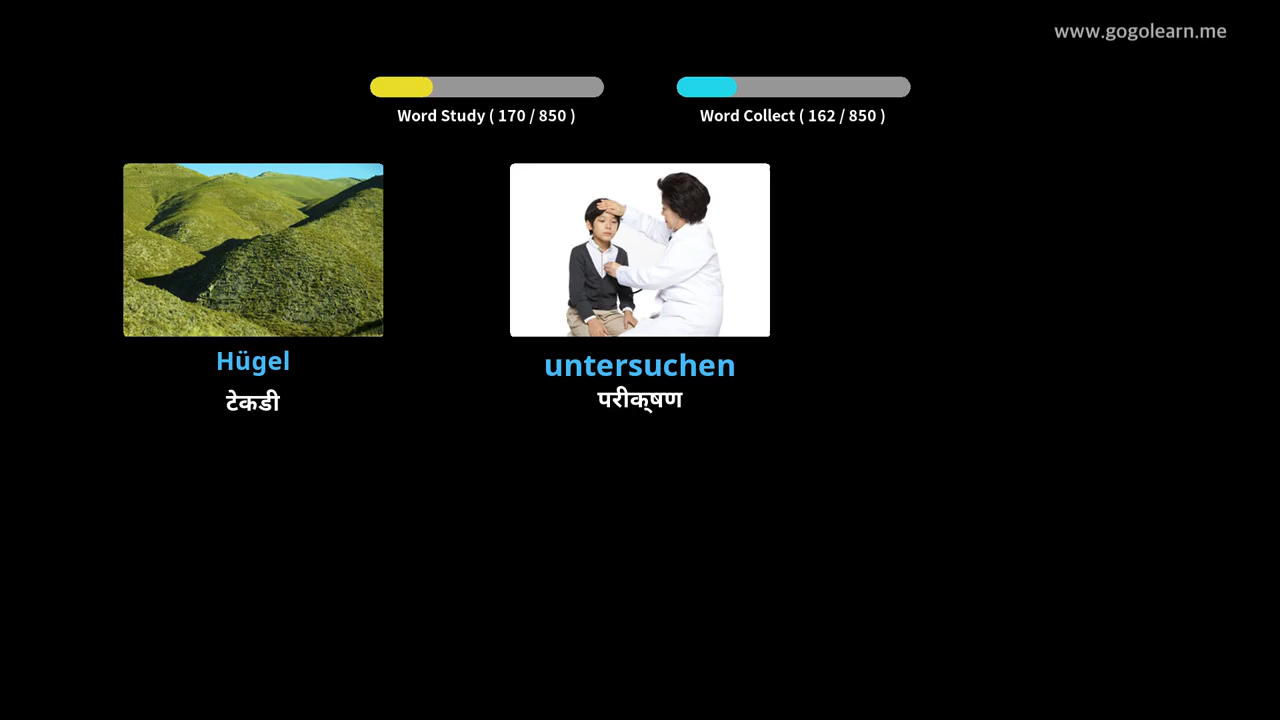 www.gogolearn.me
Word Study ( 170 / 850 )
Word Collect ( 162 / 850 )
Hügel
टेकडी
untersuchen
परीक्षण